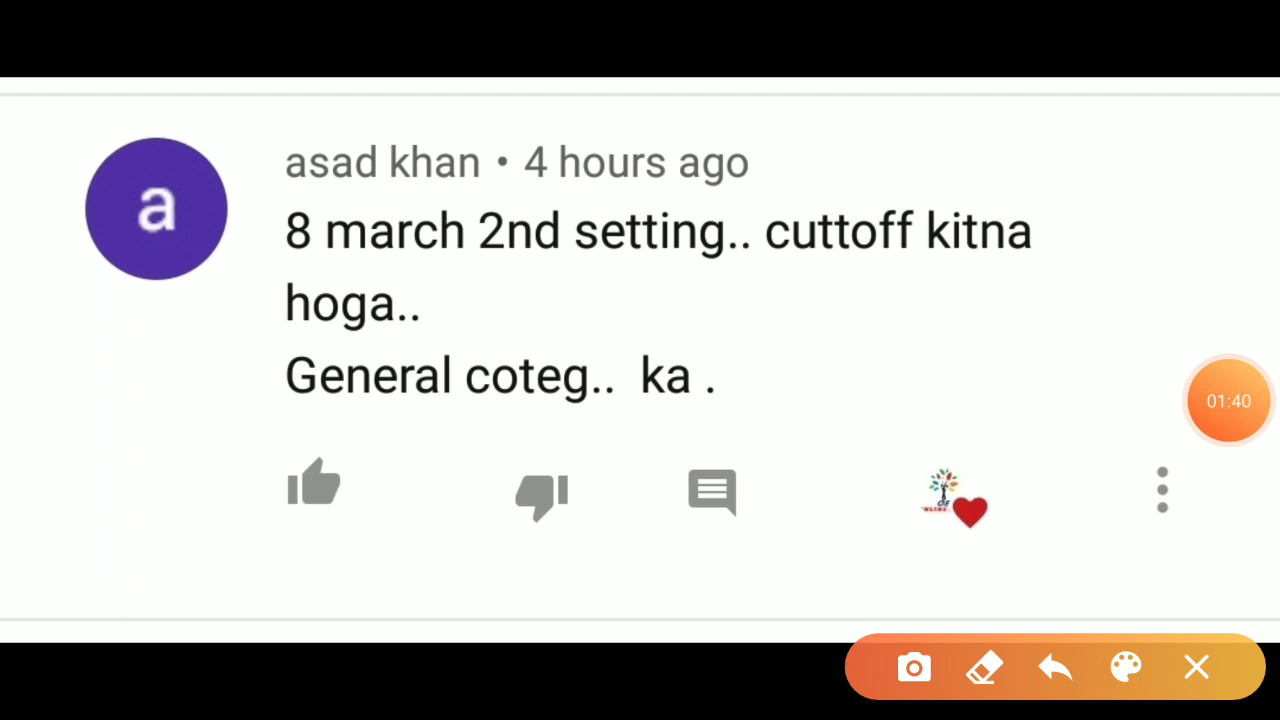 a
asad khan • 4 hours ago
8 march 2nd setting.. cuttoff kitna
hoga..
General coteg.. ka .
01:40